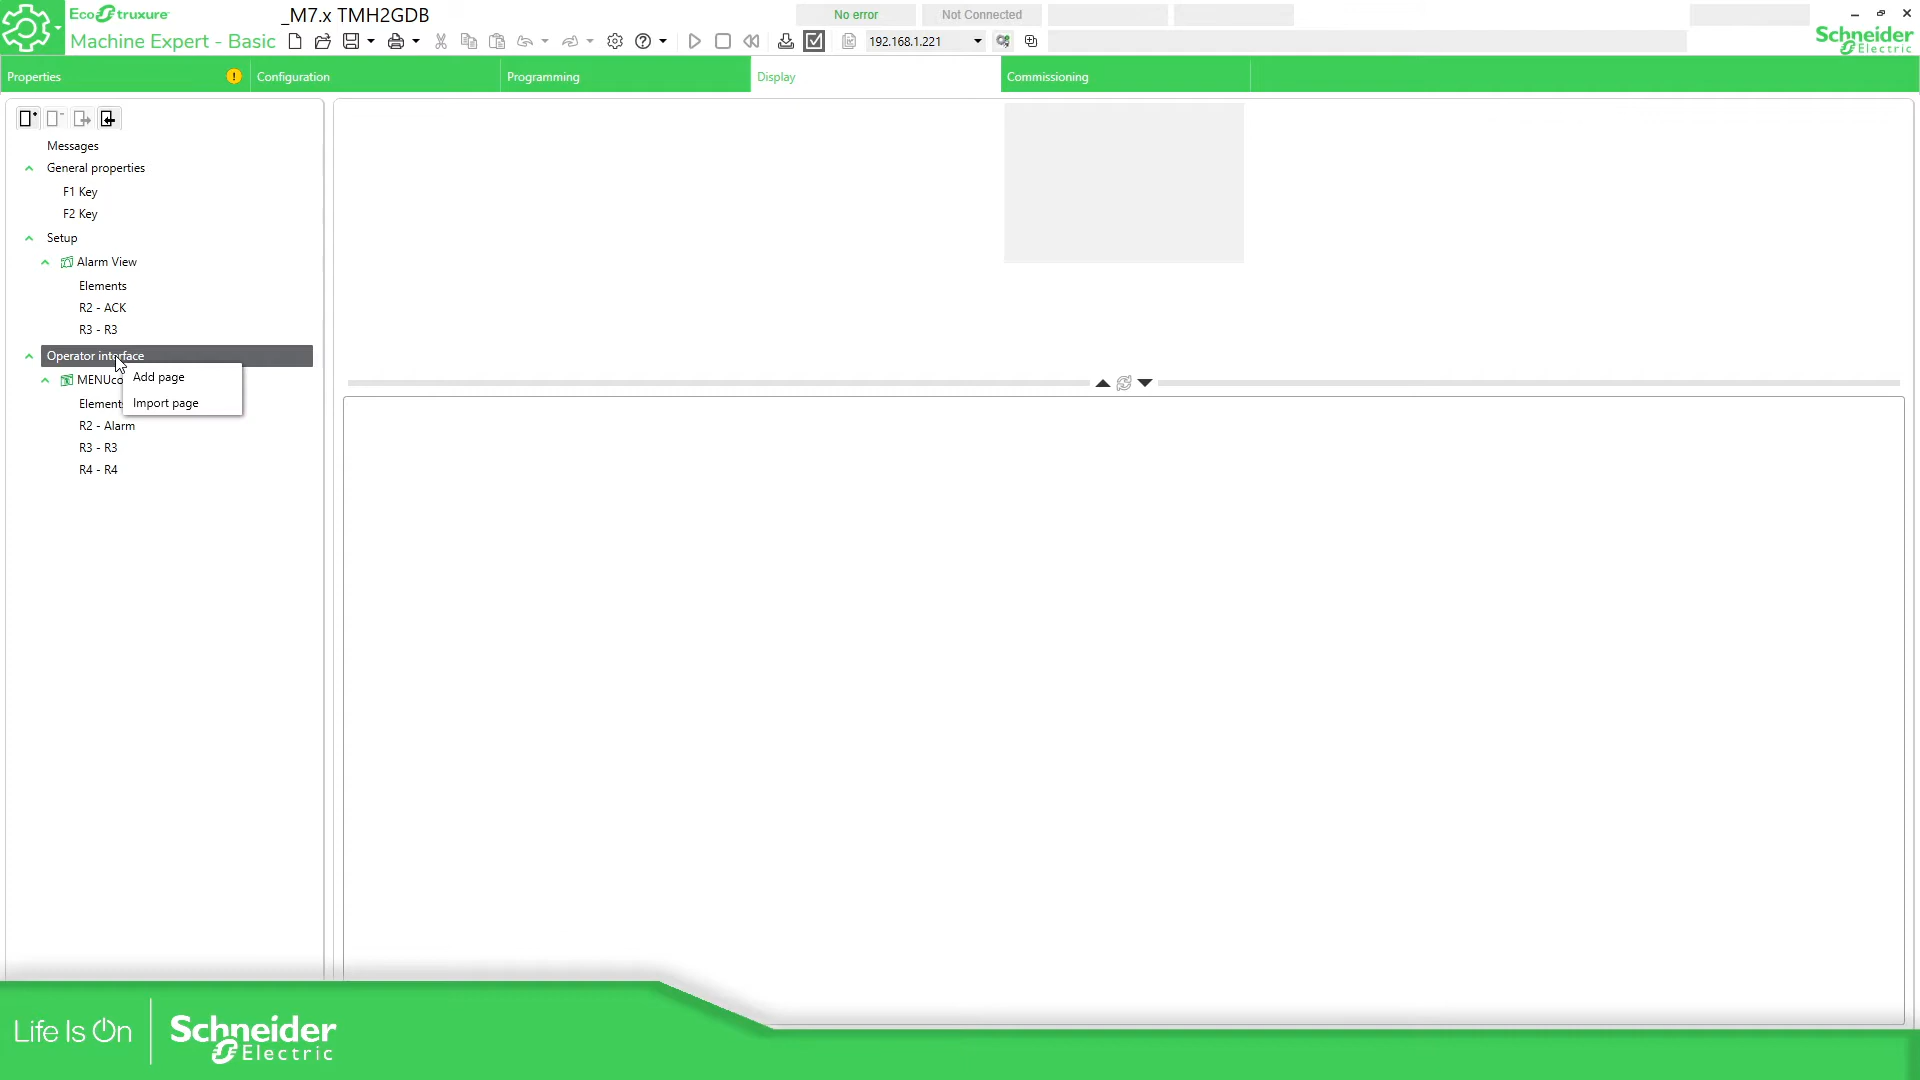 EcoStruxure
Machine Expert - Basic
_M7.x TMH2GDB
No error
Not Connected
192.168.1.221
Schneider
Electric
Properties
Configuration
Programming
Display
Commissioning
Messages
General properties
F1 Key
F2 Key
Setup
Alarm View
Elements
R2 - ACK
R3 - R3
Operator interface
Add page
MENUco
Import page
Element
R2 - Alarm
R3 - R3
R4 - R4
Life Is On
Schneider
Electric